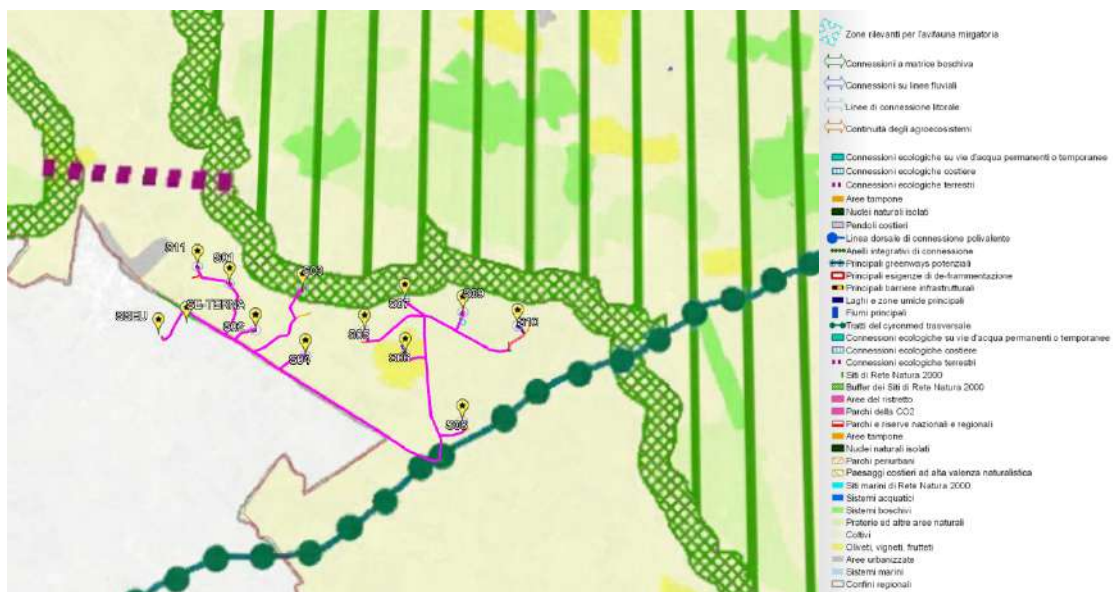 S11
S01
S03
SE-TERNA
SSEU
S02
S04
S05
S07
S09
S10
S06
S08
Zone rilevanti per l'avifauna mirgatoria
Connessioni a matrice boschiva
Connessioni su linee fluviali
Linee di connessione litorale
Continuità degli agroecosistemi
Connessioni ecologiche su vie d'acqua permanenti o temporanee
Connessioni ecologiche costiere
Connessioni ecologiche terrestri
Aree tampone
Nuclei naturali isolati
Pendoli costieri
Linea dorsale di connessione polivalente
Anelli integrativi di connessione
Principali greenways potenziali
Principali esigenze di de-frammentazione
Principali barriere infrastrutturali
Laghi e zone umide principali
Fiumi principali
Tratti del cyronmed trasversale
Connessioni ecologiche su vie d'acqua permanenti o temporanee
Connessioni ecologiche costiere
Connessioni ecologiche terrestri
Siti di Rete Natura 2000
Buffer dei Siti di Rete Natura 2000
Aree del ristretto
Parchi della CO2
Parchi e riserve nazionali e regionali
Aree tampone
Nuclei naturali isolati
Parchi periurbani
Paesaggi costieri ad alta valenza naturalistica
Siti marini di Rete Natura 2000
Sistemi acquatici
Sistemi boschivi
Praterie ed altre aree naturali
Coltivi
Oliveti, vigneti, frutteti
Aree urbanizzate
Sistemi marini
Confini regionali